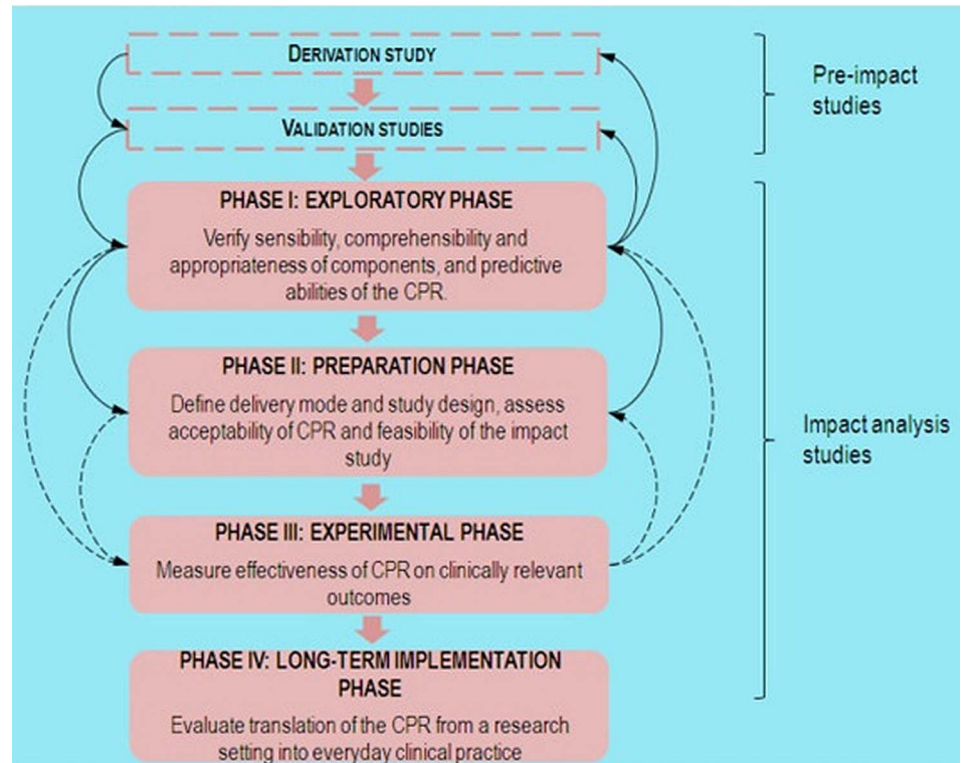 DERIVATION STUDY
Pre-impact
studies
VALIDATION STUDIES
PHASE I: EXPLORATORY PHASE
Verify sensibility, comprehensibility and
appropriateness of components, and predictive
abilities of the CPR.
PHASE II: PREPARATION PHASE
Define delivery mode and study design, assess
acceptability of CPR and feasibility of the impact
study
Impact analysis
studies
PHASE III: EXPERIMENTAL PHASE
Measure effectiveness of CPR on clinically relevant
outcomes
PHASE IV: LONG-TERM IMPLEMENTATION
PHASE
Evaluate translation of the CPR from a research
setting into everyday clinical practice